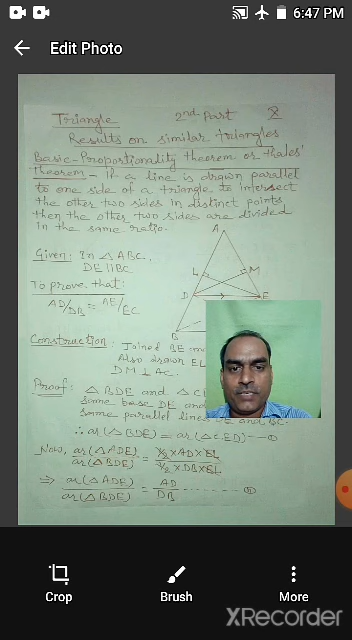 6:47 PM
Edit Photo
Triangle 2nd Part
Results on similar triangles
Basic-Proportionality theorem or Thales'
Theorem - if a line is drawn parallel
to one side of a triangle to intersect
the other two sides in distinct points
then the other two sides are divided
in the same ratio.
A
Given: In △ABC,
DE || BC
L M
To prove that:
D E
AD/DB = AE/EC
B
Construction: Joined BE
Also drawn EL
DM ⊥ AC.
Proof: △BDE and
same base DE and
same parallel lines DE and BC.
∴ ar(△BDE) = ar(△CED) --- ①
Now, ar(△ADE)/ar(△BDE) = 1/2 × AD × EL / 1/2 × DB × EL
⇒ ar(△ADE)/ar(△BDE) = AD/DB -------- ②
Crop Brush More
XRecorder